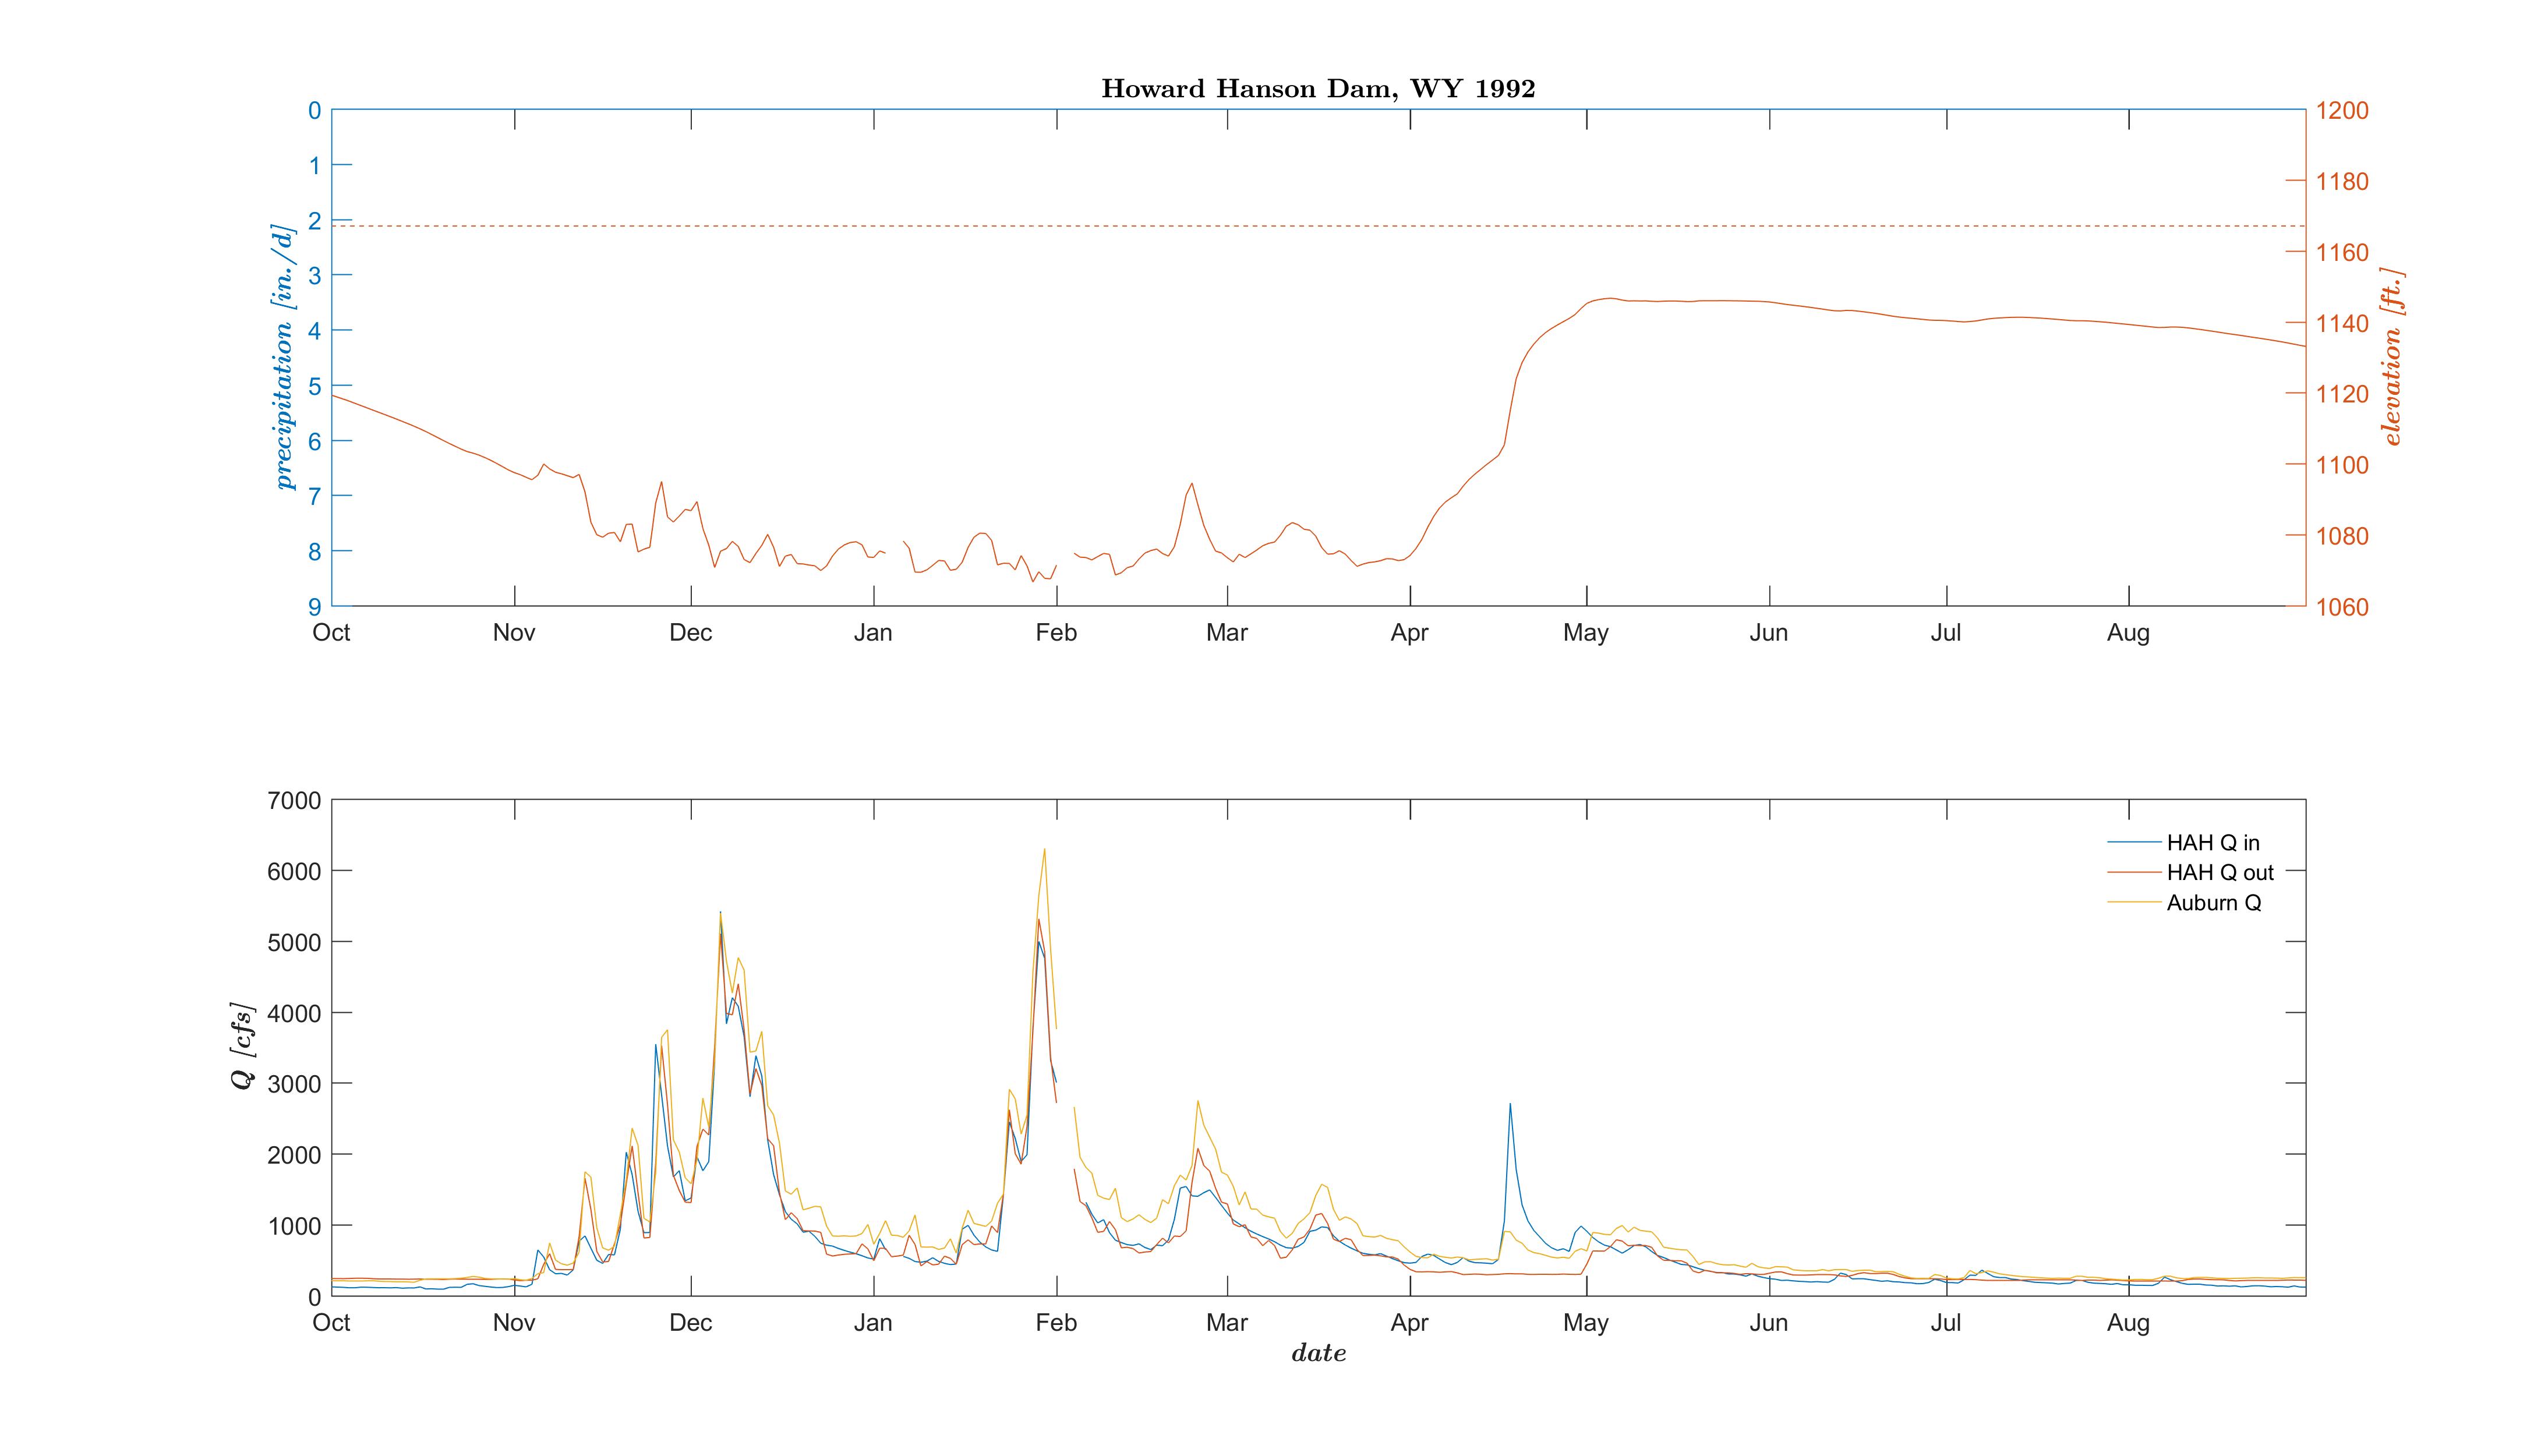 Howard Hanson Dam, WY 1992
precipitation [in./d]
0
1
2
3
4
5
6
7
8
9
elevation [ft.]
1200
1180
1160
1140
1120
1100
1080
1060
Oct Nov Dec Jan Feb Mar Apr May Jun Jul Aug
Q [cfs]
7000
6000
5000
4000
3000
2000
1000
0
HAH Q in
HAH Q out
Auburn Q
Oct Nov Dec Jan Feb Mar Apr May Jun Jul Aug
date